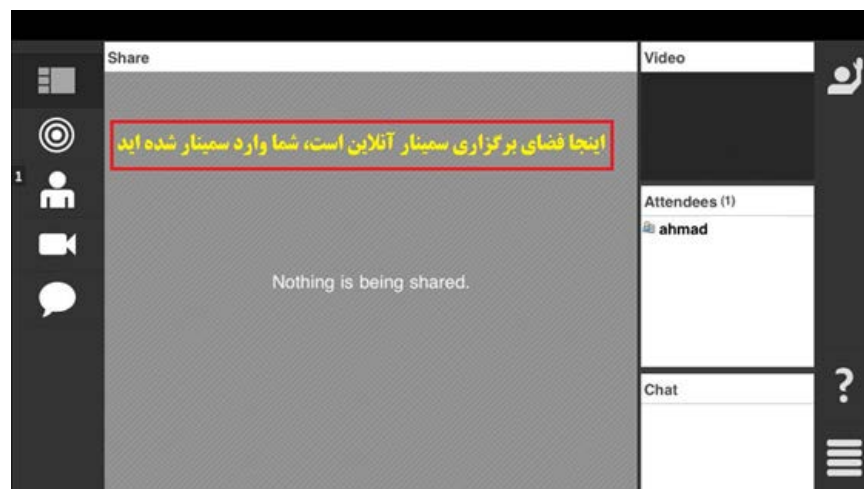 Share
Video
اینجا فضای برگزاری سمینار آنلاین است، شما وارد سمینار شده اید
1
Attendees (1)
ahmad
Nothing is being shared.
Chat
?